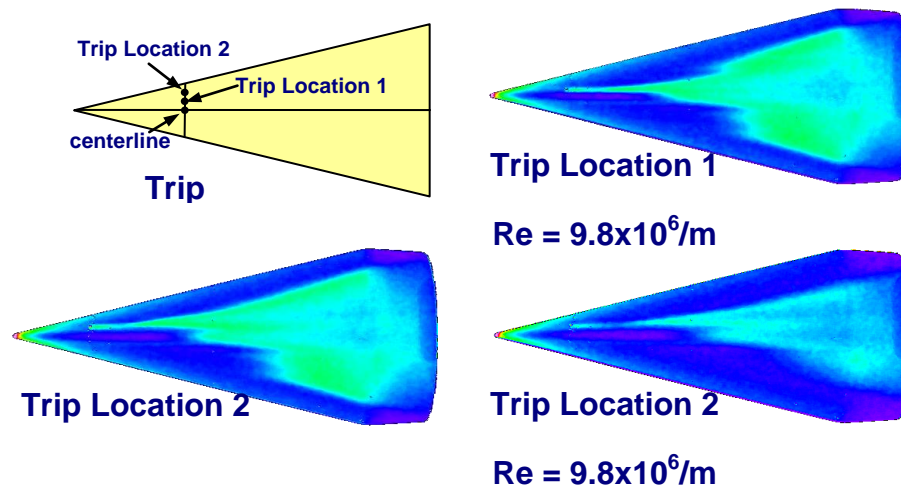 Trip Location 2
Trip Location 1
centerline
Trip
Trip Location 1
Re = 9.8x10⁶/m
Trip Location 2
Trip Location 2
Re = 9.8x10⁶/m